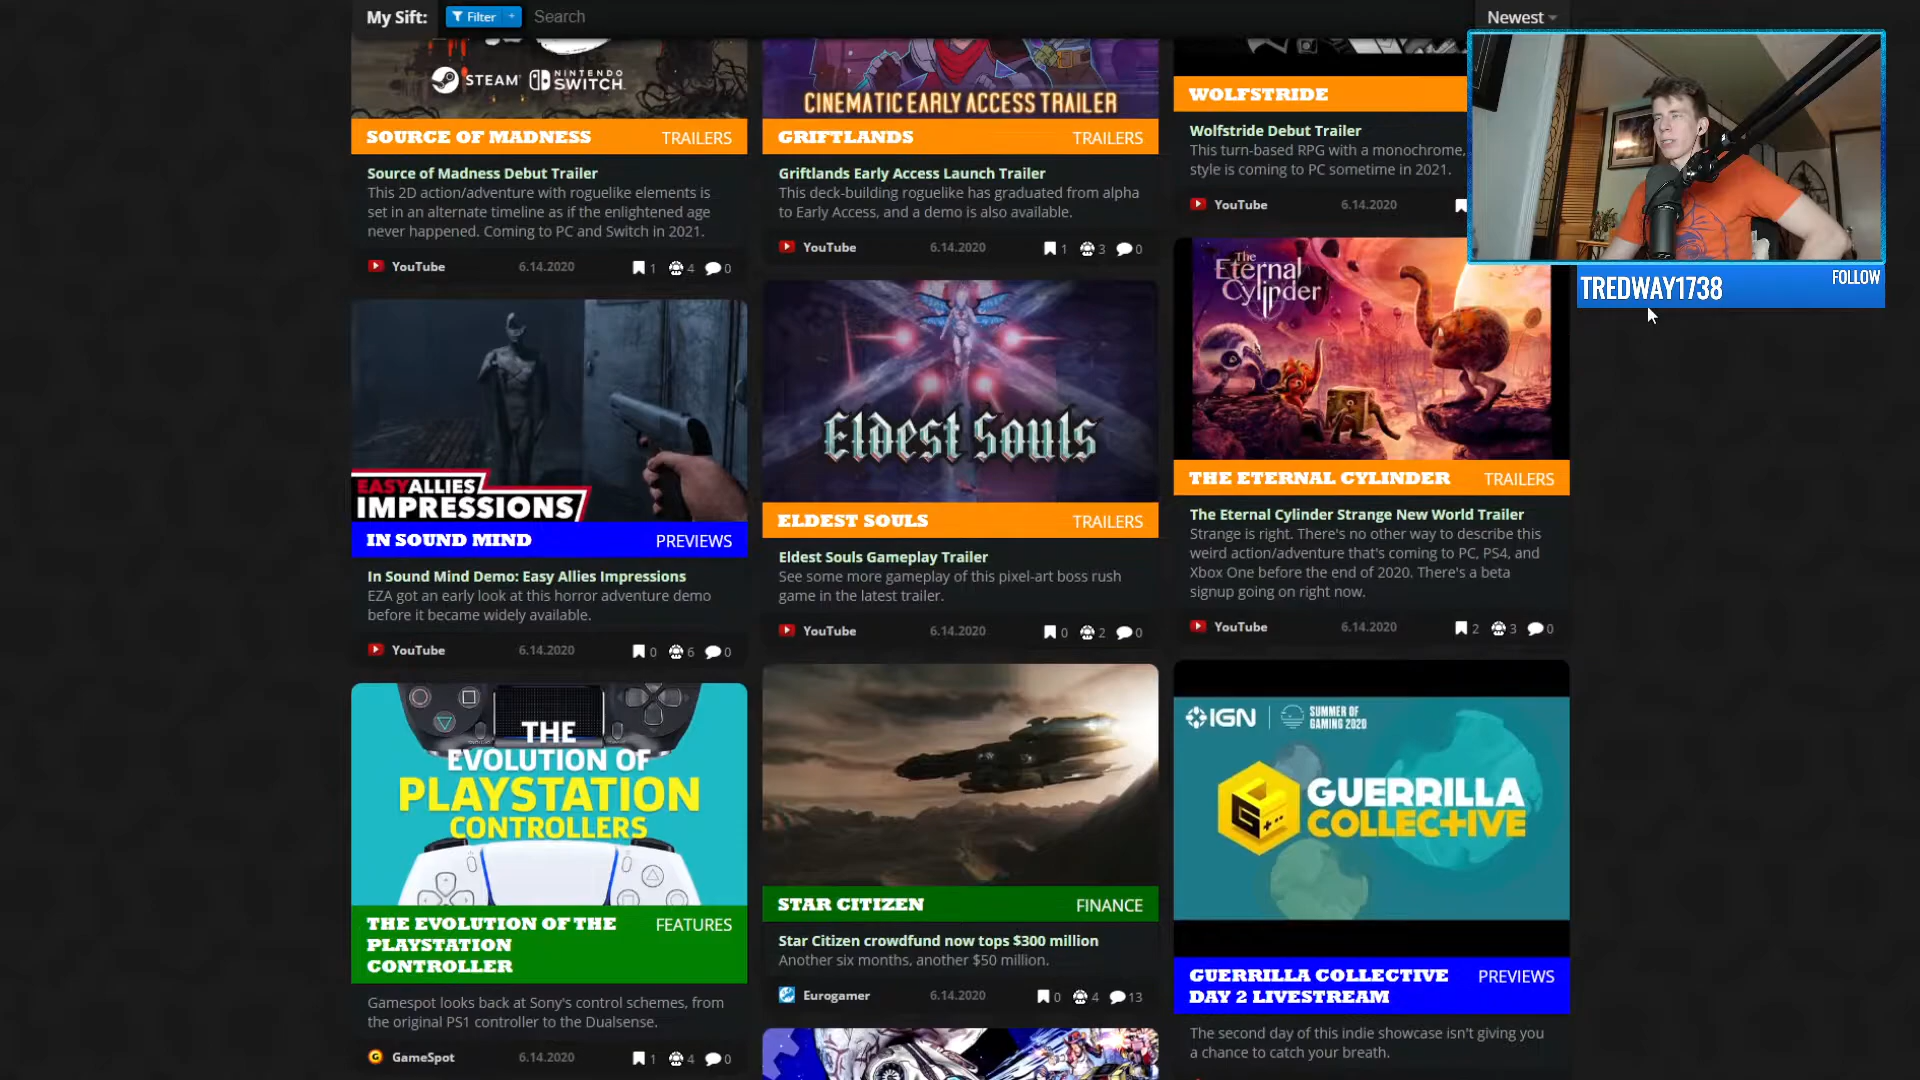 My Sift:
Filter +
Search
Newest
STEAM NINTENDO SWITCH
SOURCE OF MADNESS TRAILERS
Source of Madness Debut Trailer
This 2D action/adventure with roguelike elements is
set in an alternate timeline as if the enlightened age
never happened. Coming to PC and Switch in 2021.
YouTube 6.14.2020 1 4 0
EASYALLIES
IMPRESSIONS
IN SOUND MIND PREVIEWS
In Sound Mind Demo: Easy Allies Impressions
EZA got an early look at this horror adventure demo
before it became widely available.
YouTube 6.14.2020 0 6 0
THE
EVOLUTION OF
PLAYSTATION
CONTROLLERS
THE EVOLUTION OF THE FEATURES
PLAYSTATION
CONTROLLER
Gamespot looks back at Sony's control schemes, from
the original PS1 controller to the Dualsense.
GameSpot 6.14.2020 1 4 0
CINEMATIC EARLY ACCESS TRAILER
GRIFTLANDS TRAILERS
Griftlands Early Access Launch Trailer
This deck-building roguelike has graduated from alpha
to Early Access, and a demo is also available.
YouTube 6.14.2020 1 3 0
Eldest Souls
ELDEST SOULS TRAILERS
Eldest Souls Gameplay Trailer
See some more gameplay of this pixel-art boss rush
game in the latest trailer.
YouTube 6.14.2020 0 2 0
STAR CITIZEN FINANCE
Star Citizen crowdfund now tops $300 million
Another six months, another $50 million.
Eurogamer 6.14.2020 0 4 13
WOLFSTRIDE
Wolfstride Debut Trailer
This turn-based RPG with a monochrome,
style is coming to PC sometime in 2021.
YouTube 6.14.2020
The
Eternal
Cylinder
THE ETERNAL CYLINDER TRAILERS
The Eternal Cylinder Strange New World Trailer
Strange is right. There's no other way to describe this
weird action/adventure that's coming to PC, PS4, and
Xbox One before the end of 2020. There's a beta
signup going on right now.
YouTube 6.14.2020 2 3 0
IGN SUMMER OF
GAMING 2020
GUERRILLA
COLLECTIVE
GUERRILLA COLLECTIVE PREVIEWS
DAY 2 LIVESTREAM
The second day of this indie showcase isn't giving you
a chance to catch your breath.
TREDWAY1738 FOLLOW